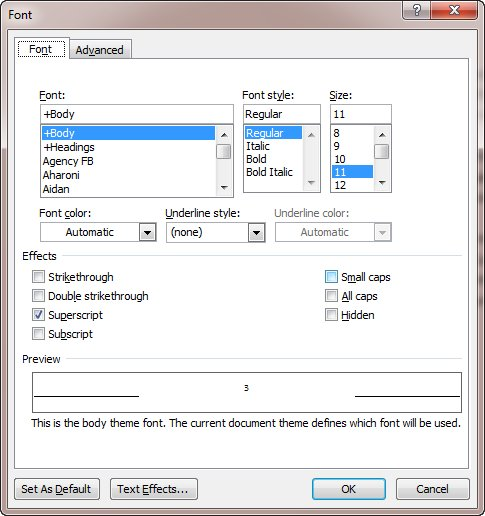 Font
?
Font
Advanced
Font:
Font style:
Size:
+Body
Regular
11
+Body
+Headings
Agency FB
Aharoni
Aidan
Regular
Italic
Bold
Bold Italic
8
9
10
11
12
Font color:
Underline style:
Underline color:
Automatic
(none)
Automatic
Effects
Strikethrough
Double strikethrough
Superscript
Subscript
Small caps
All caps
Hidden
Preview
3
This is the body theme font. The current document theme defines which font will be used.
Set As Default
Text Effects...
OK
Cancel